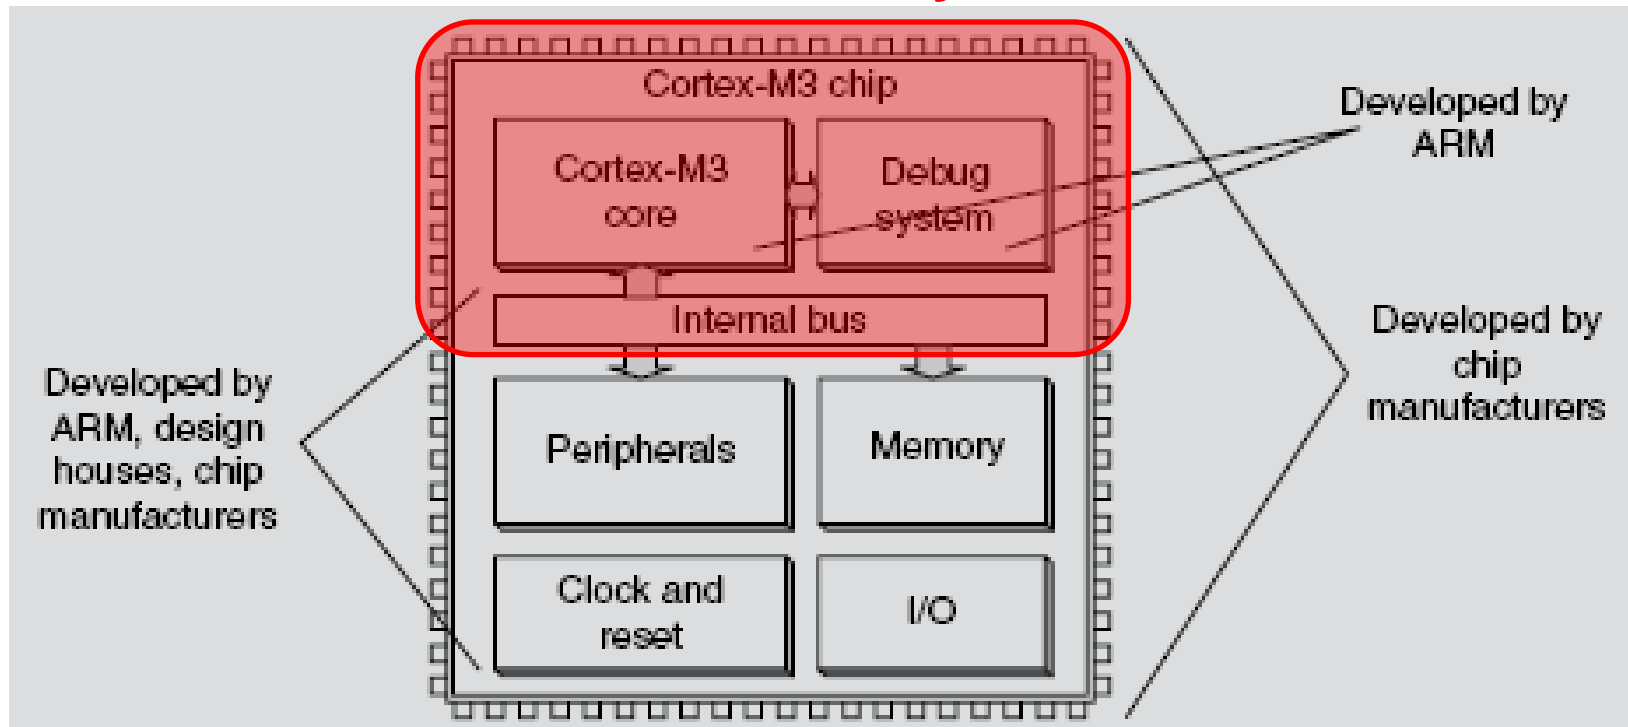 Cortex-M3 chip
Cortex-M3
core
Debug
system
Developed by
ARM
Internal bus
Developed by
chip
manufacturers
Developed by
ARM, design
houses, chip
manufacturers
Peripherals
Memory
Clock and
reset
I/O